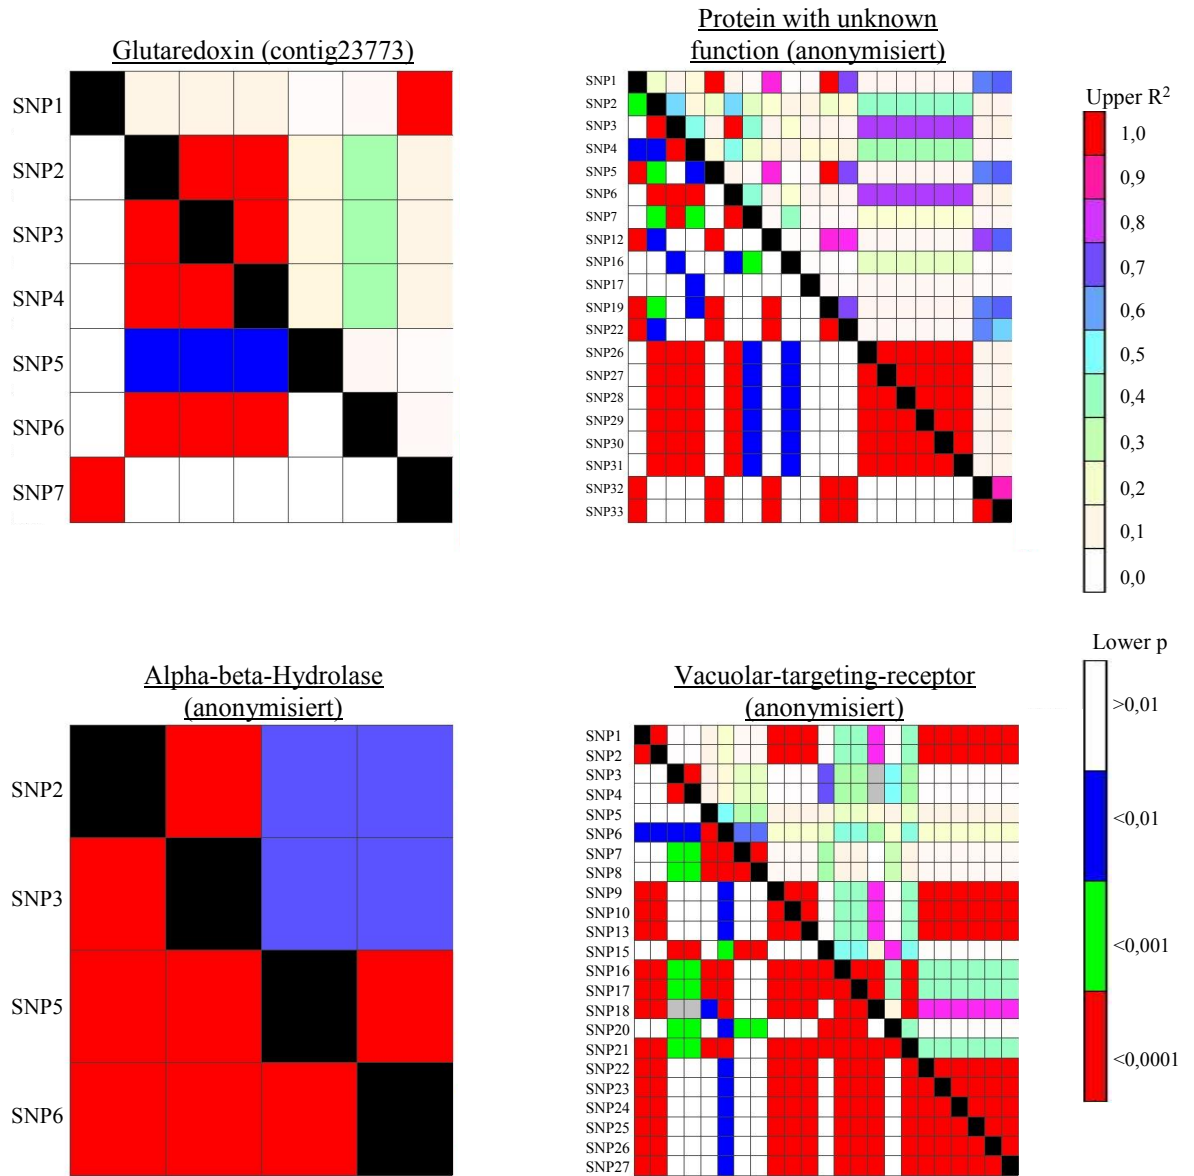 Glutaredoxin (contig23773)
SNP1
SNP2
SNP3
SNP4
SNP5
SNP6
SNP7
Protein with unknown
function (anonymisiert)
SNP1
SNP2
SNP3
SNP4
SNP5
SNP6
SNP7
SNP12
SNP16
SNP17
SNP19
SNP22
SNP26
SNP27
SNP28
SNP29
SNP30
SNP31
SNP32
SNP33
Upper R²
1,0
0,9
0,8
0,7
0,6
0,5
0,4
0,3
0,2
0,1
0,0
Alpha-beta-Hydrolase
(anonymisiert)
SNP2
SNP3
SNP5
SNP6
Vacuolar-targeting-receptor
(anonymisiert)
SNP1
SNP2
SNP3
SNP4
SNP5
SNP6
SNP7
SNP8
SNP9
SNP10
SNP13
SNP15
SNP16
SNP17
SNP18
SNP20
SNP21
SNP22
SNP23
SNP24
SNP25
SNP26
SNP27
Lower p
>0,01
<0,01
<0,001
<0,0001